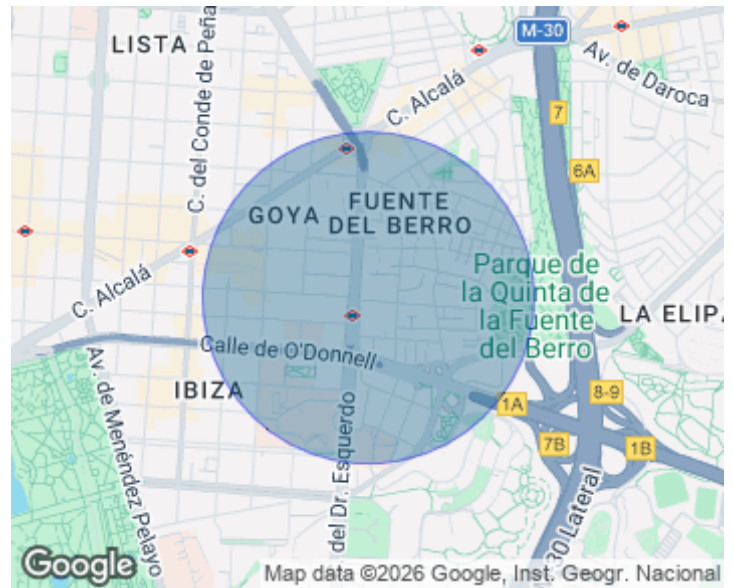 LISTA
M-30
Av. de Daroca
C. Alcalá
7
6A
C. del Conde de Peña
GOYA
FUENTE
DEL BERRO
Parque de
la Quinta de
la Fuente
del Berro
LA ELIPA
C. Alcalá
Calle de O'Donnell
IBIZA
Av. de Menéndez Pelayo
del Dr. Esquerdo
1A
8-9
7B
1B
30 Lateral
Google
Map data ©2026 Google, Inst. Geogr. Nacional